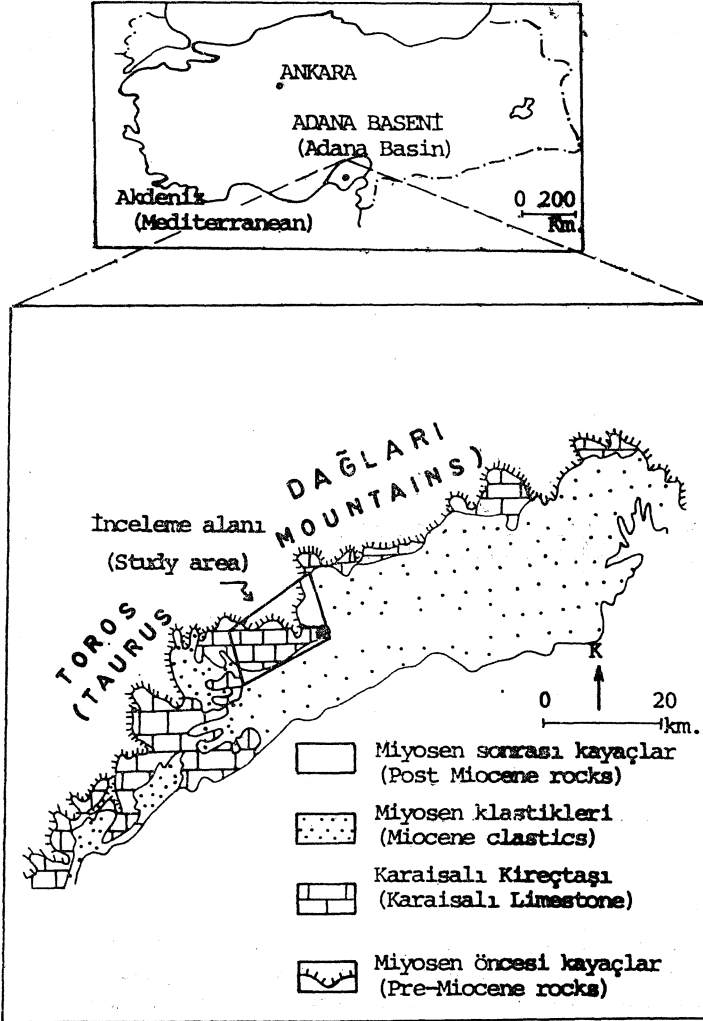 ANKARA
ADANA BASENİ
(Adana Basin)
Akdeniz
(Mediterranean)
0 200
Km.
DAĞLARI
MOUNTAINS)
İnceleme alanı
(Study area)
TOROS
(TAURUS
K
0 20
km.
Miyosen sonrası kayaçlar
(Post Miocene rocks)
Miyosen klastikleri
(Miocene clastics)
Karaisalı Kireçtaşı
(Karaisalı Limestone)
Miyosen öncesi kayaçlar
(Pre-Miocene rocks)